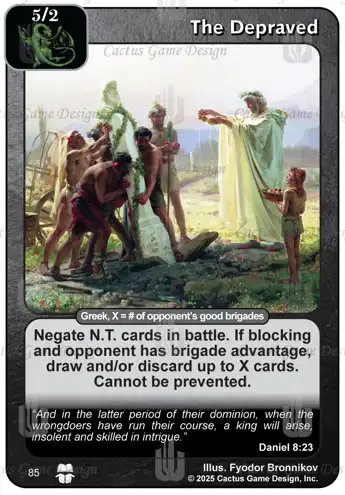 5/2
The Depraved
Cactus Game Design
Greek, X = # of opponent's good brigades
Negate N.T. cards in battle. If blocking
and opponent has brigade advantage,
draw and/or discard up to X cards.
Cannot be prevented.
"And in the latter period of their dominion, when the
wrongdoers have run their course, a king will arise,
insolent and skilled in intrigue."
Daniel 8:23
Illus. Fyodor Bronnikov
85
© 2025 Cactus Game Design, Inc.